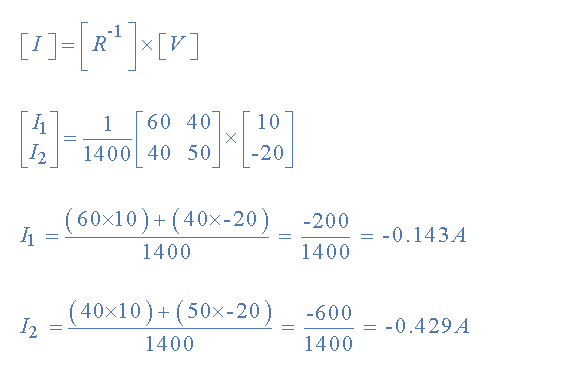 [ I ] = [ R⁻¹ ] × [ V ]
[ I₁ I₂ ] = 1/1400 [ 60 40 40 50 ] × [ 10 -20 ]
I₁ = (60×10)+(40×-20)/1400 = -200/1400 = -0.143A
I₂ = (40×10)+(50×-20)/1400 = -600/1400 = -0.429A